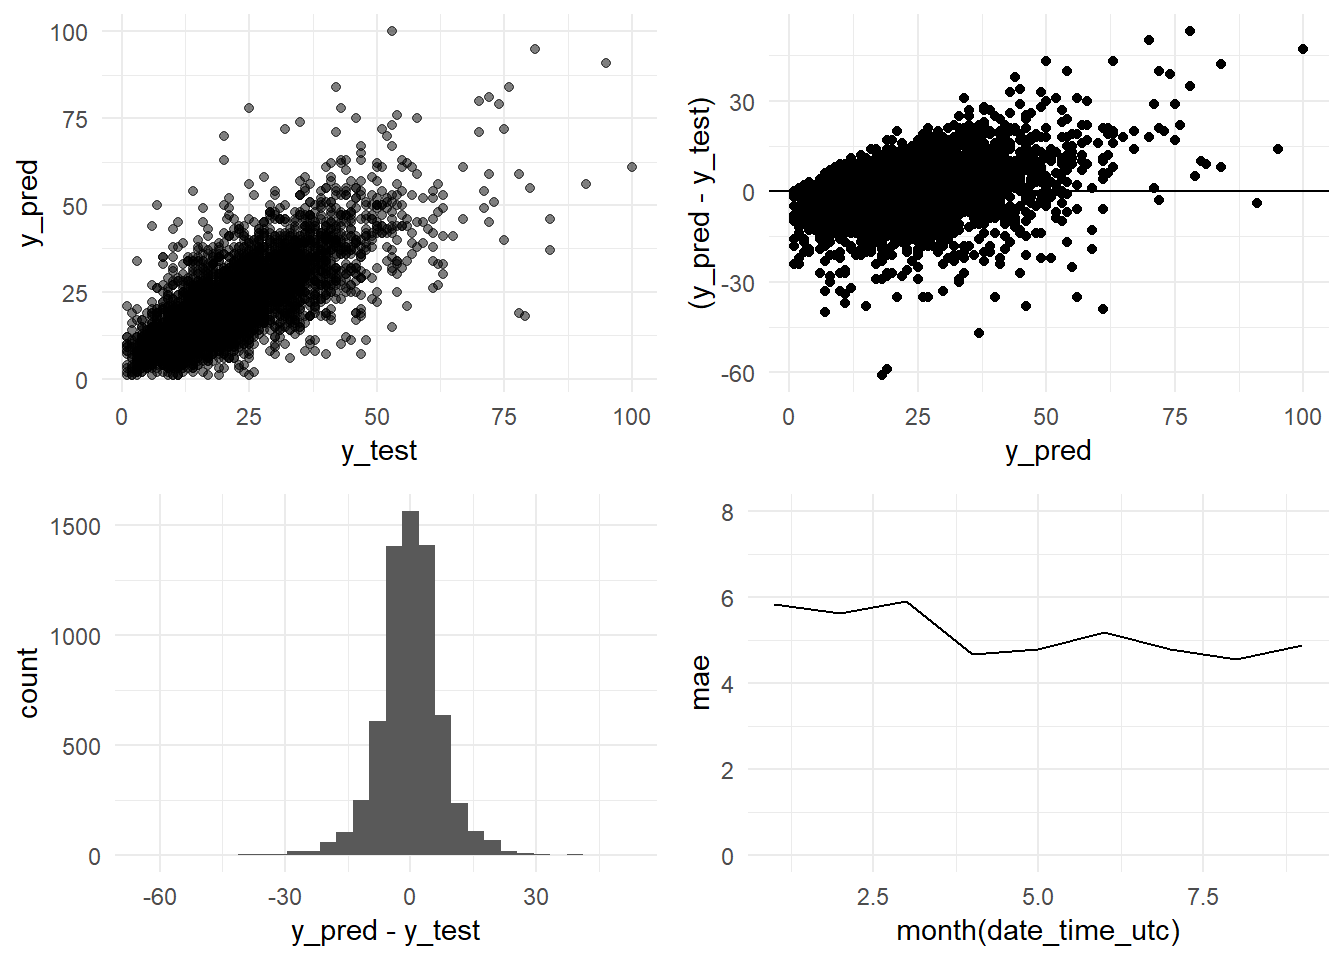 100
75
50
25
0
y_pred
0 25 50 75 100
y_test
30
0
-30
-60
(y_pred - y_test)
0 25 50 75 100
y_pred
1500
1000
500
0
count
-60 -30 0 30
y_pred - y_test
8
6
4
2
0
mae
2.5 5.0 7.5
month(date_time_utc)